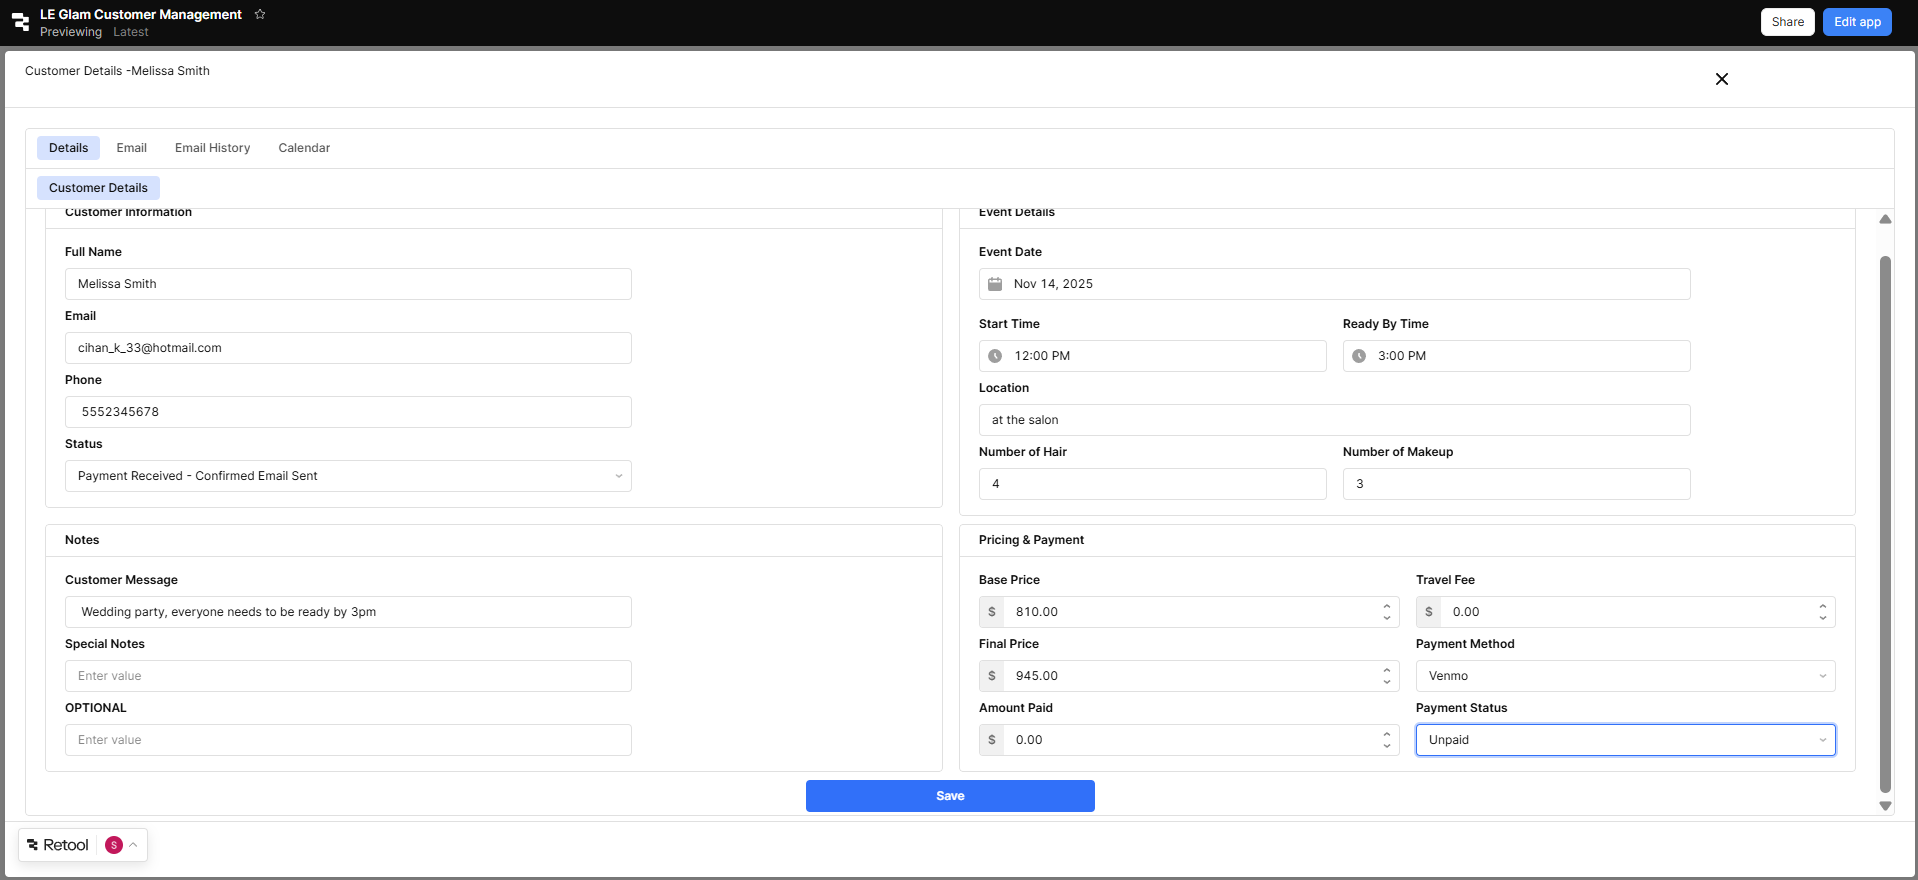 LE Glam Customer Management
Previewing Latest
Share
Edit app
Customer Details -Melissa Smith
Details
Email
Email History
Calendar
Customer Details
Customer Information
Full Name
Melissa Smith
Email
cihan_k_33@hotmail.com
Phone
5552345678
Status
Payment Received - Confirmed Email Sent
Event Details
Event Date
Nov 14, 2025
Start Time
Ready By Time
12:00 PM
3:00 PM
Location
at the salon
Number of Hair
Number of Makeup
4
3
Notes
Customer Message
Wedding party, everyone needs to be ready by 3pm
Special Notes
Enter value
OPTIONAL
Enter value
Pricing & Payment
Base Price
Travel Fee
$ 810.00
$ 0.00
Final Price
Payment Method
$ 945.00
Venmo
Amount Paid
Payment Status
$ 0.00
Unpaid
Save
Retool
S